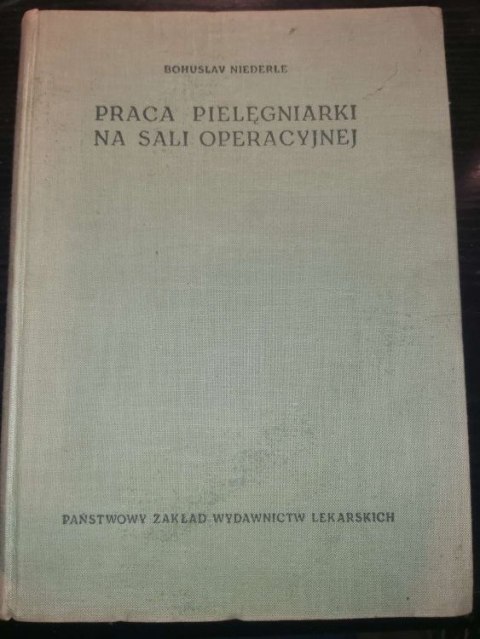 BOHUSLAV NIEDERLE
PRACA PIELĘGNIARKI
NA SALI OPERACYJNEJ
PAŃSTWOWY ZAKŁAD WYDAWNICTW LEKARSKICH